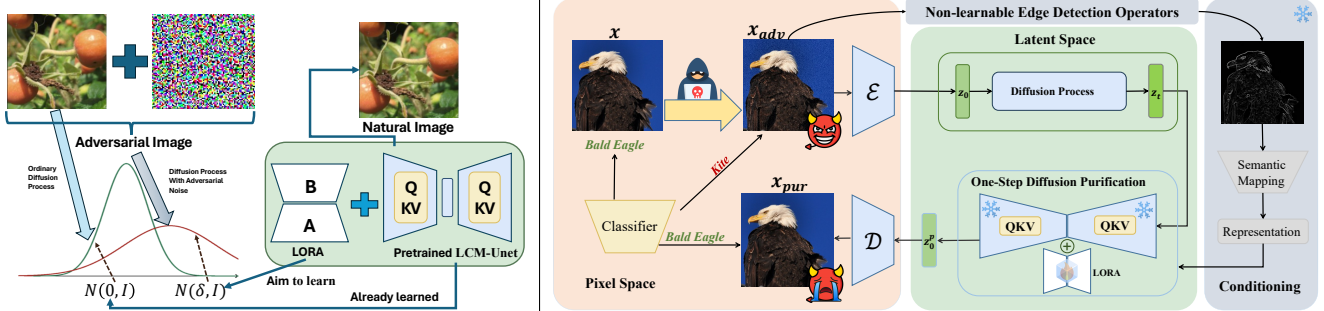 Adversarial Image
Ordinary
Diffusion
Process
Diffusion Process
With Adversarial
Noise
N(0, I)
N(δ, I)
Natural Image
B
A
LORA
Q
KV
Q
KV
Pretrained LCM-Unet
Aim to learn
Already learned
x
x_adv
Bald Eagle
Kite
Classifier
Bald Eagle
x_pur
Pixel Space
ℰ
𝒟
Non-learnable Edge Detection Operators
Latent Space
z_0
Diffusion Process
z_t
One-Step Diffusion Purification
QKV
QKV
LORA
z_0^p
Semantic
Mapping
Representation
Conditioning